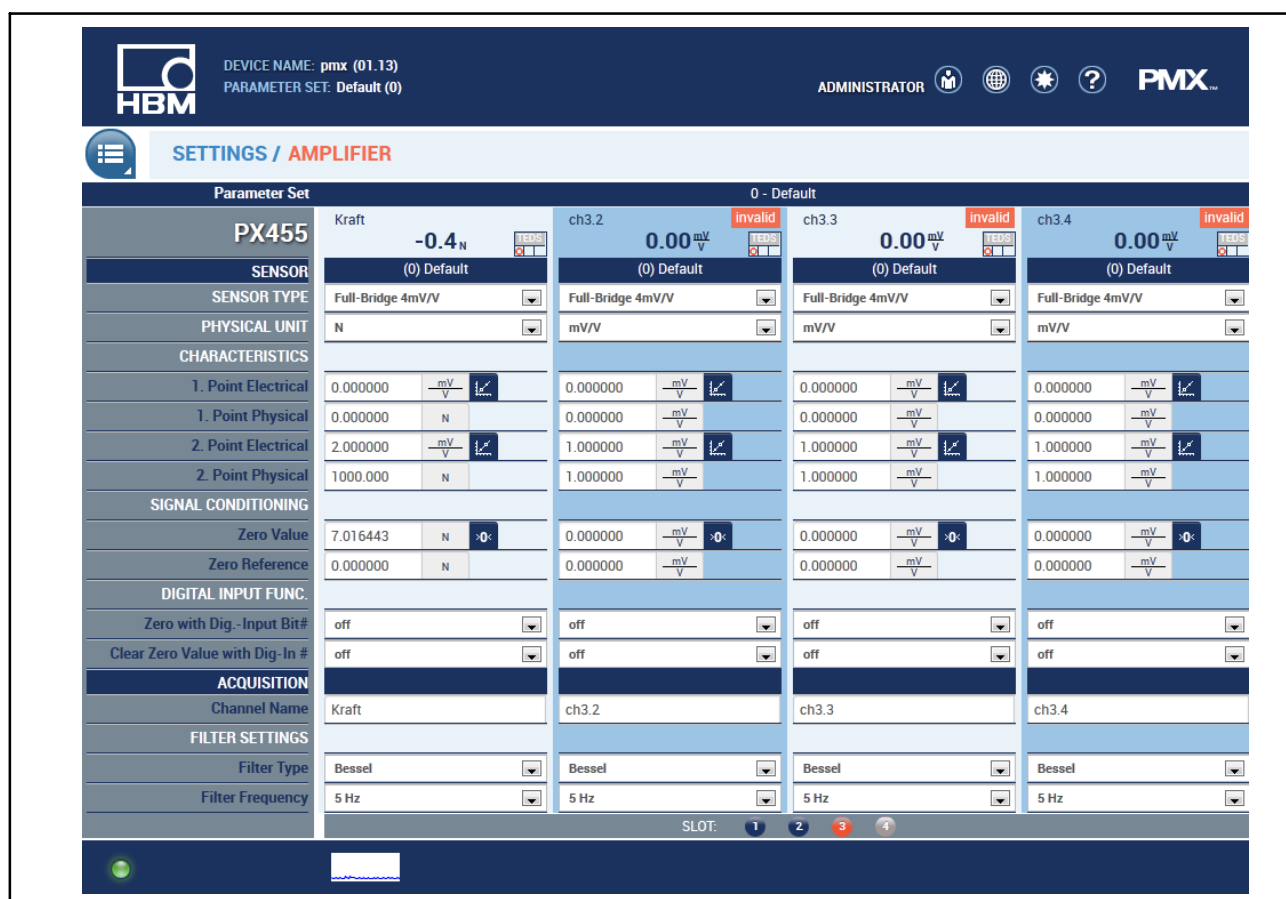 HBM
DEVICE NAME: pmx (01.13)
PARAMETER SET: Default (0)
ADMINISTRATOR
?
PMX™
SETTINGS / AMPLIFIER
Parameter Set 0 - Default
PX455
Kraft -0.4 N TEDS
ch3.2 invalid 0.00 mV/V TEDS
ch3.3 invalid 0.00 mV/V TEDS
ch3.4 invalid 0.00 mV/V TEDS
SENSOR (0) Default (0) Default (0) Default (0) Default
SENSOR TYPE Full-Bridge 4mV/V Full-Bridge 4mV/V Full-Bridge 4mV/V Full-Bridge 4mV/V
PHYSICAL UNIT N mV/V mV/V mV/V
CHARACTERISTICS
1. Point Electrical 0.000000 mV/V 0.000000 mV/V 0.000000 mV/V 0.000000 mV/V
1. Point Physical 0.000000 N 0.000000 mV/V 0.000000 mV/V 0.000000 mV/V
2. Point Electrical 2.000000 mV/V 1.000000 mV/V 1.000000 mV/V 1.000000 mV/V
2. Point Physical 1000.000 N 1.000000 mV/V 1.000000 mV/V 1.000000 mV/V
SIGNAL CONDITIONING
Zero Value 7.016443 N >0< 0.000000 mV/V >0< 0.000000 mV/V >0< 0.000000 mV/V >0<
Zero Reference 0.000000 N 0.000000 mV/V 0.000000 mV/V 0.000000 mV/V
DIGITAL INPUT FUNC.
Zero with Dig.-Input Bit# off off off off
Clear Zero Value with Dig-In # off off off off
ACQUISITION
Channel Name Kraft ch3.2 ch3.3 ch3.4
FILTER SETTINGS
Filter Type Bessel Bessel Bessel Bessel
Filter Frequency 5 Hz 5 Hz 5 Hz 5 Hz
SLOT: 1 2 3 4